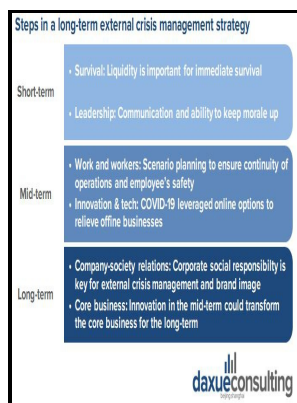 Steps in a long-term external crisis management strategy
Short-term
• Survival: Liquidity is important for immediate survival
• Leadership: Communication and ability to keep morale up
Mid-term
• Work and workers: Scenario planning to ensure continuity of
operations and employee's safety
• Innovation & tech: COVID-19 leveraged online options to
relieve offline businesses
Long-term
• Company-society relations: Corporate social responsibilty is
key for external crisis management and brand image
• Core business: Innovation in the mid-term could transform
the core business for the long-term
daxueconsulting
beijing shanghai